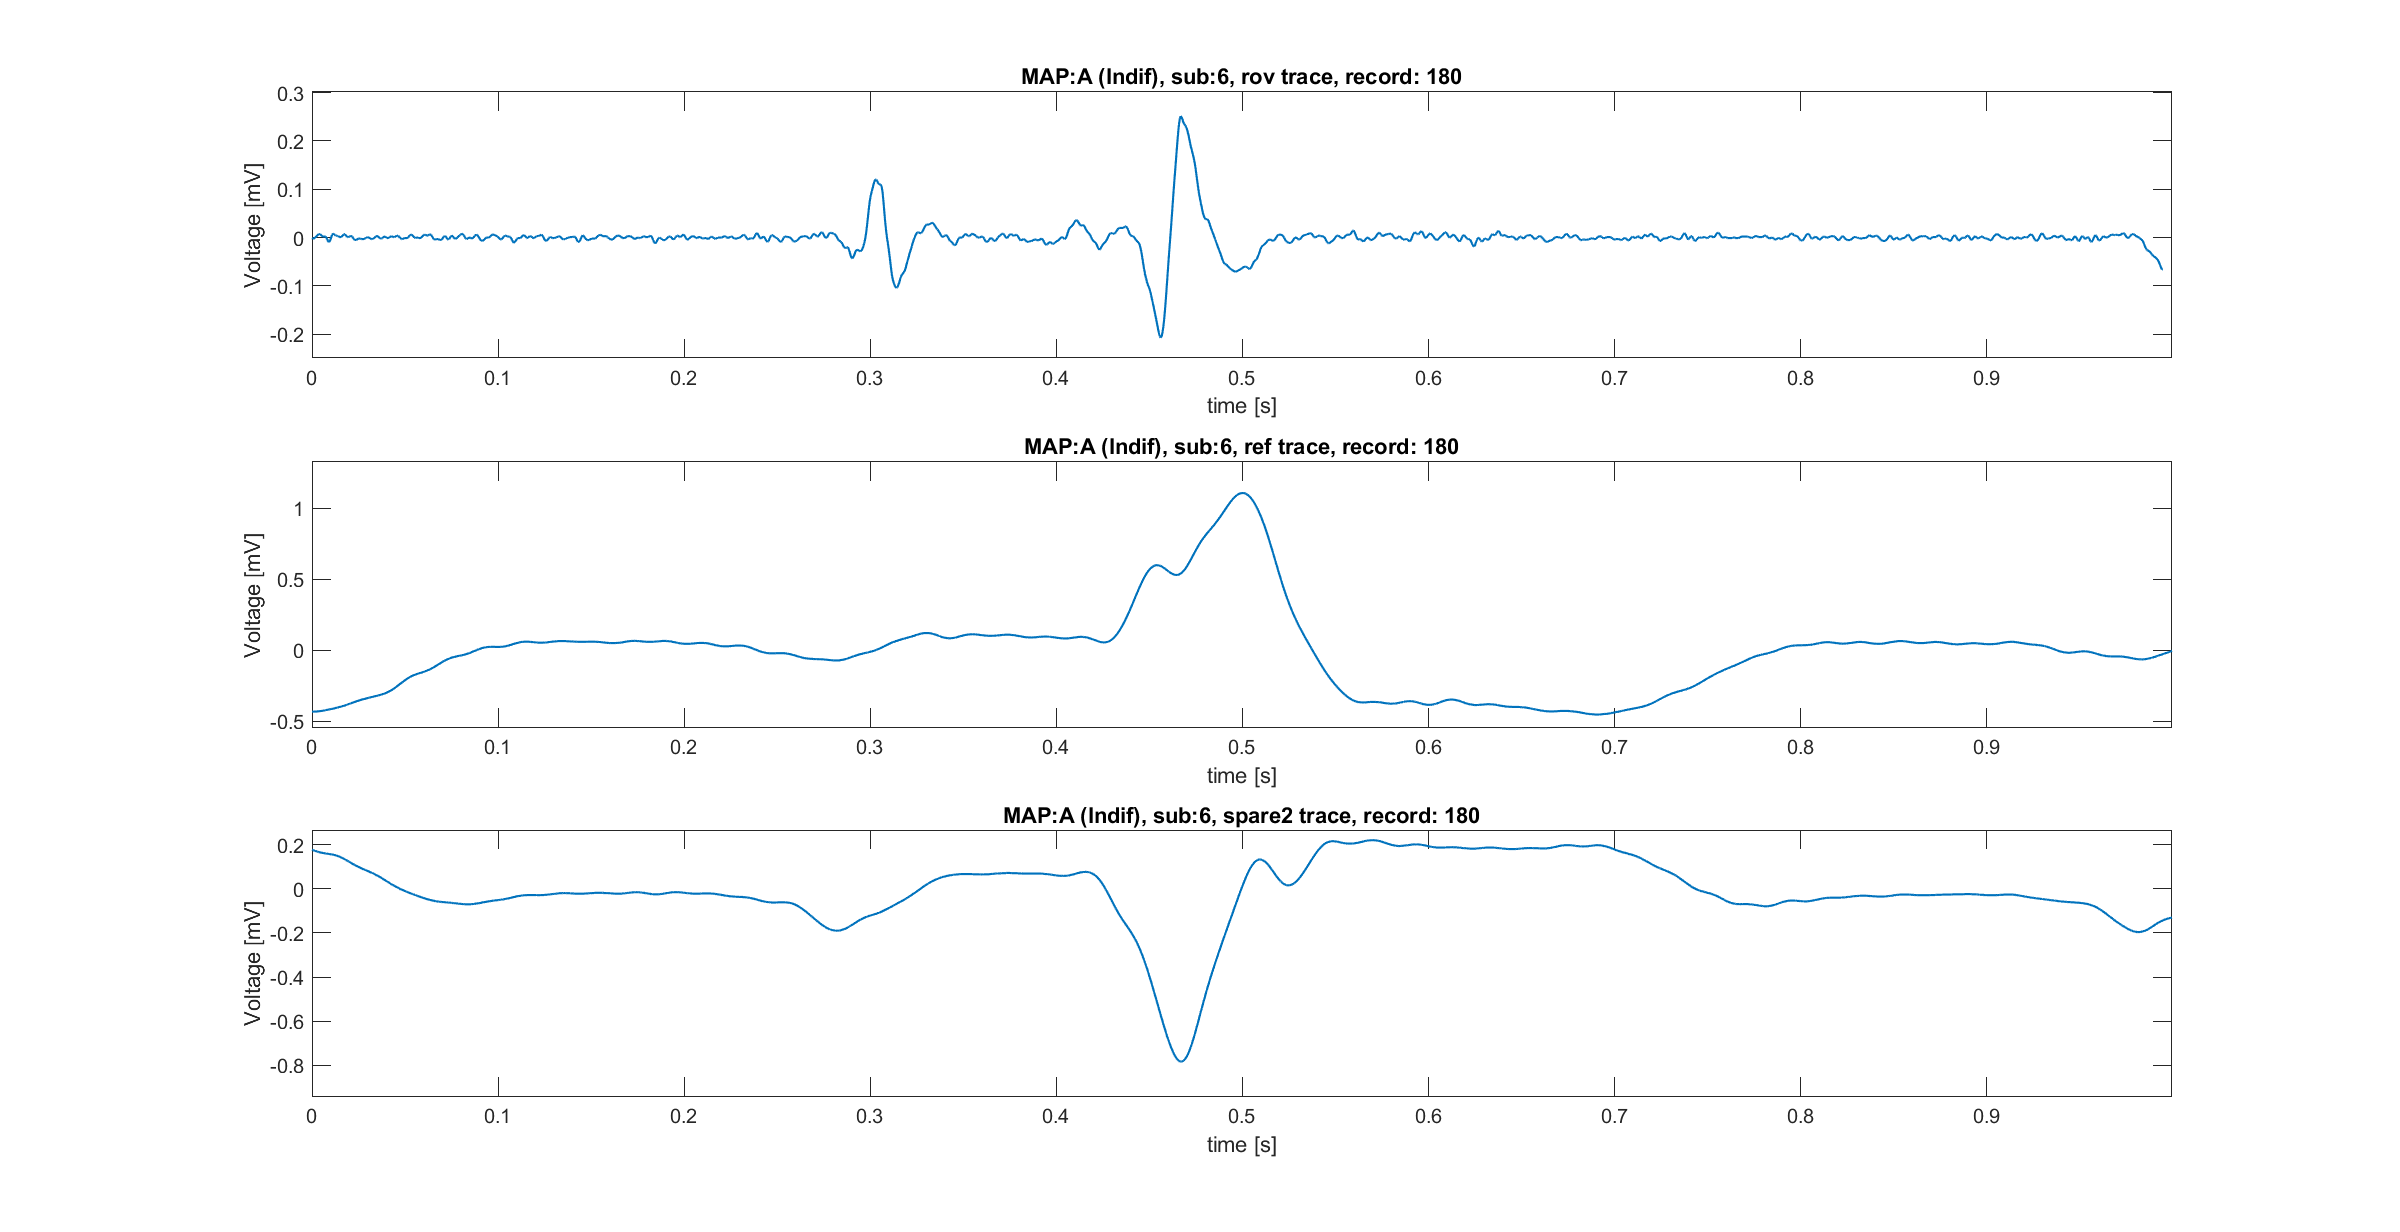 MAP:A (Indif), sub:6, rov trace, record: 180
Voltage [mV]
0.3
0.2
0.1
0
-0.1
-0.2
0 0.1 0.2 0.3 0.4 0.5 0.6 0.7 0.8 0.9
time [s]
MAP:A (Indif), sub:6, ref trace, record: 180
Voltage [mV]
1
0.5
0
-0.5
0 0.1 0.2 0.3 0.4 0.5 0.6 0.7 0.8 0.9
time [s]
MAP:A (Indif), sub:6, spare2 trace, record: 180
Voltage [mV]
0.2
0
-0.2
-0.4
-0.6
-0.8
0 0.1 0.2 0.3 0.4 0.5 0.6 0.7 0.8 0.9
time [s]